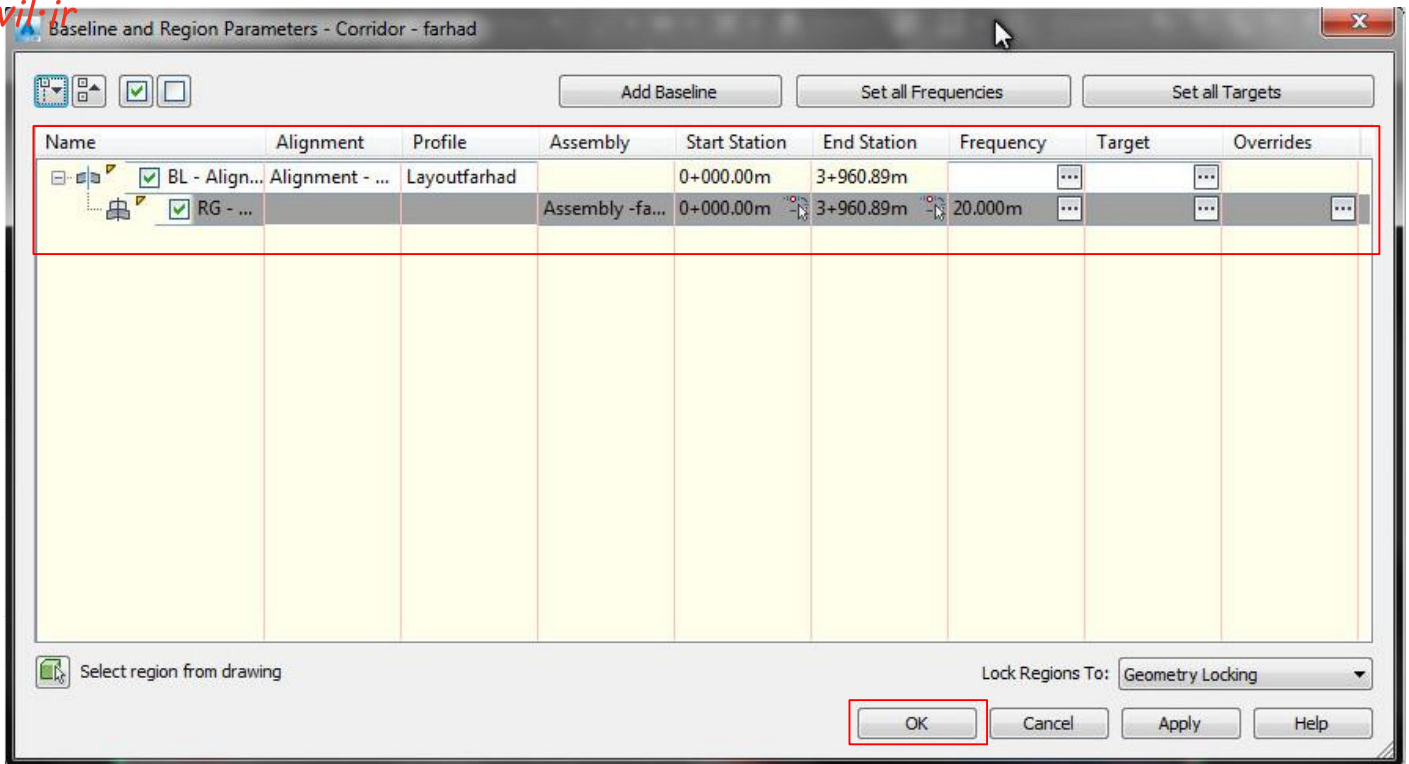 vil.ir
Baseline and Region Parameters - Corridor - farhad
Add Baseline Set all Frequencies Set all Targets
Name Alignment Profile Assembly Start Station End Station Frequency Target Overrides
BL - Align... Alignment - ... Layoutfarhad 0+000.00m 3+960.89m
RG - ... Assembly -fa... 0+000.00m 3+960.89m 20.000m
Select region from drawing
Lock Regions To: Geometry Locking
OK Cancel Apply Help